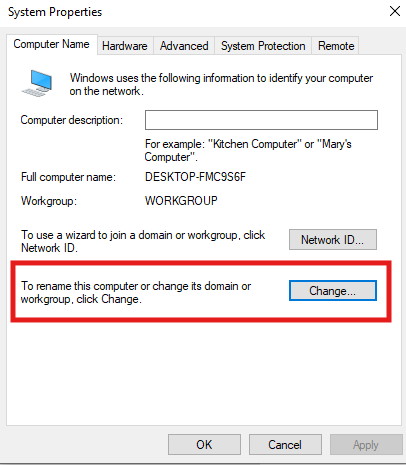 System Properties
Computer Name Hardware Advanced System Protection Remote
Windows uses the following information to identify your computer
on the network.
Computer description:
For example: "Kitchen Computer" or "Mary's
Computer".
Full computer name: DESKTOP-FMC9S6F
Workgroup: WORKGROUP
To use a wizard to join a domain or workgroup, click
Network ID.
Network ID...
To rename this computer or change its domain or
workgroup, click Change.
Change...
OK Cancel Apply